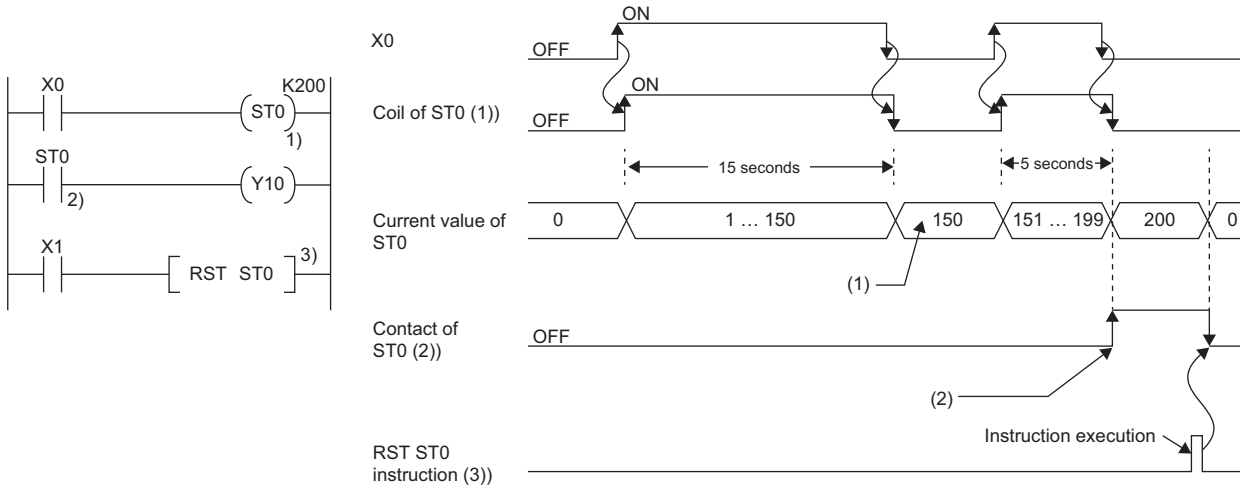 X0
K200
ST0
1)
ST0
2)
Y10
X1
RST ST0
3)
X0
OFF
ON
Coil of ST0 (1))
OFF
ON
15 seconds
5 seconds
Current value of
ST0
0
1 … 150
150
151 … 199
200
0
(1)
Contact of
ST0 (2))
OFF
(2)
RST ST0
instruction (3))
Instruction execution